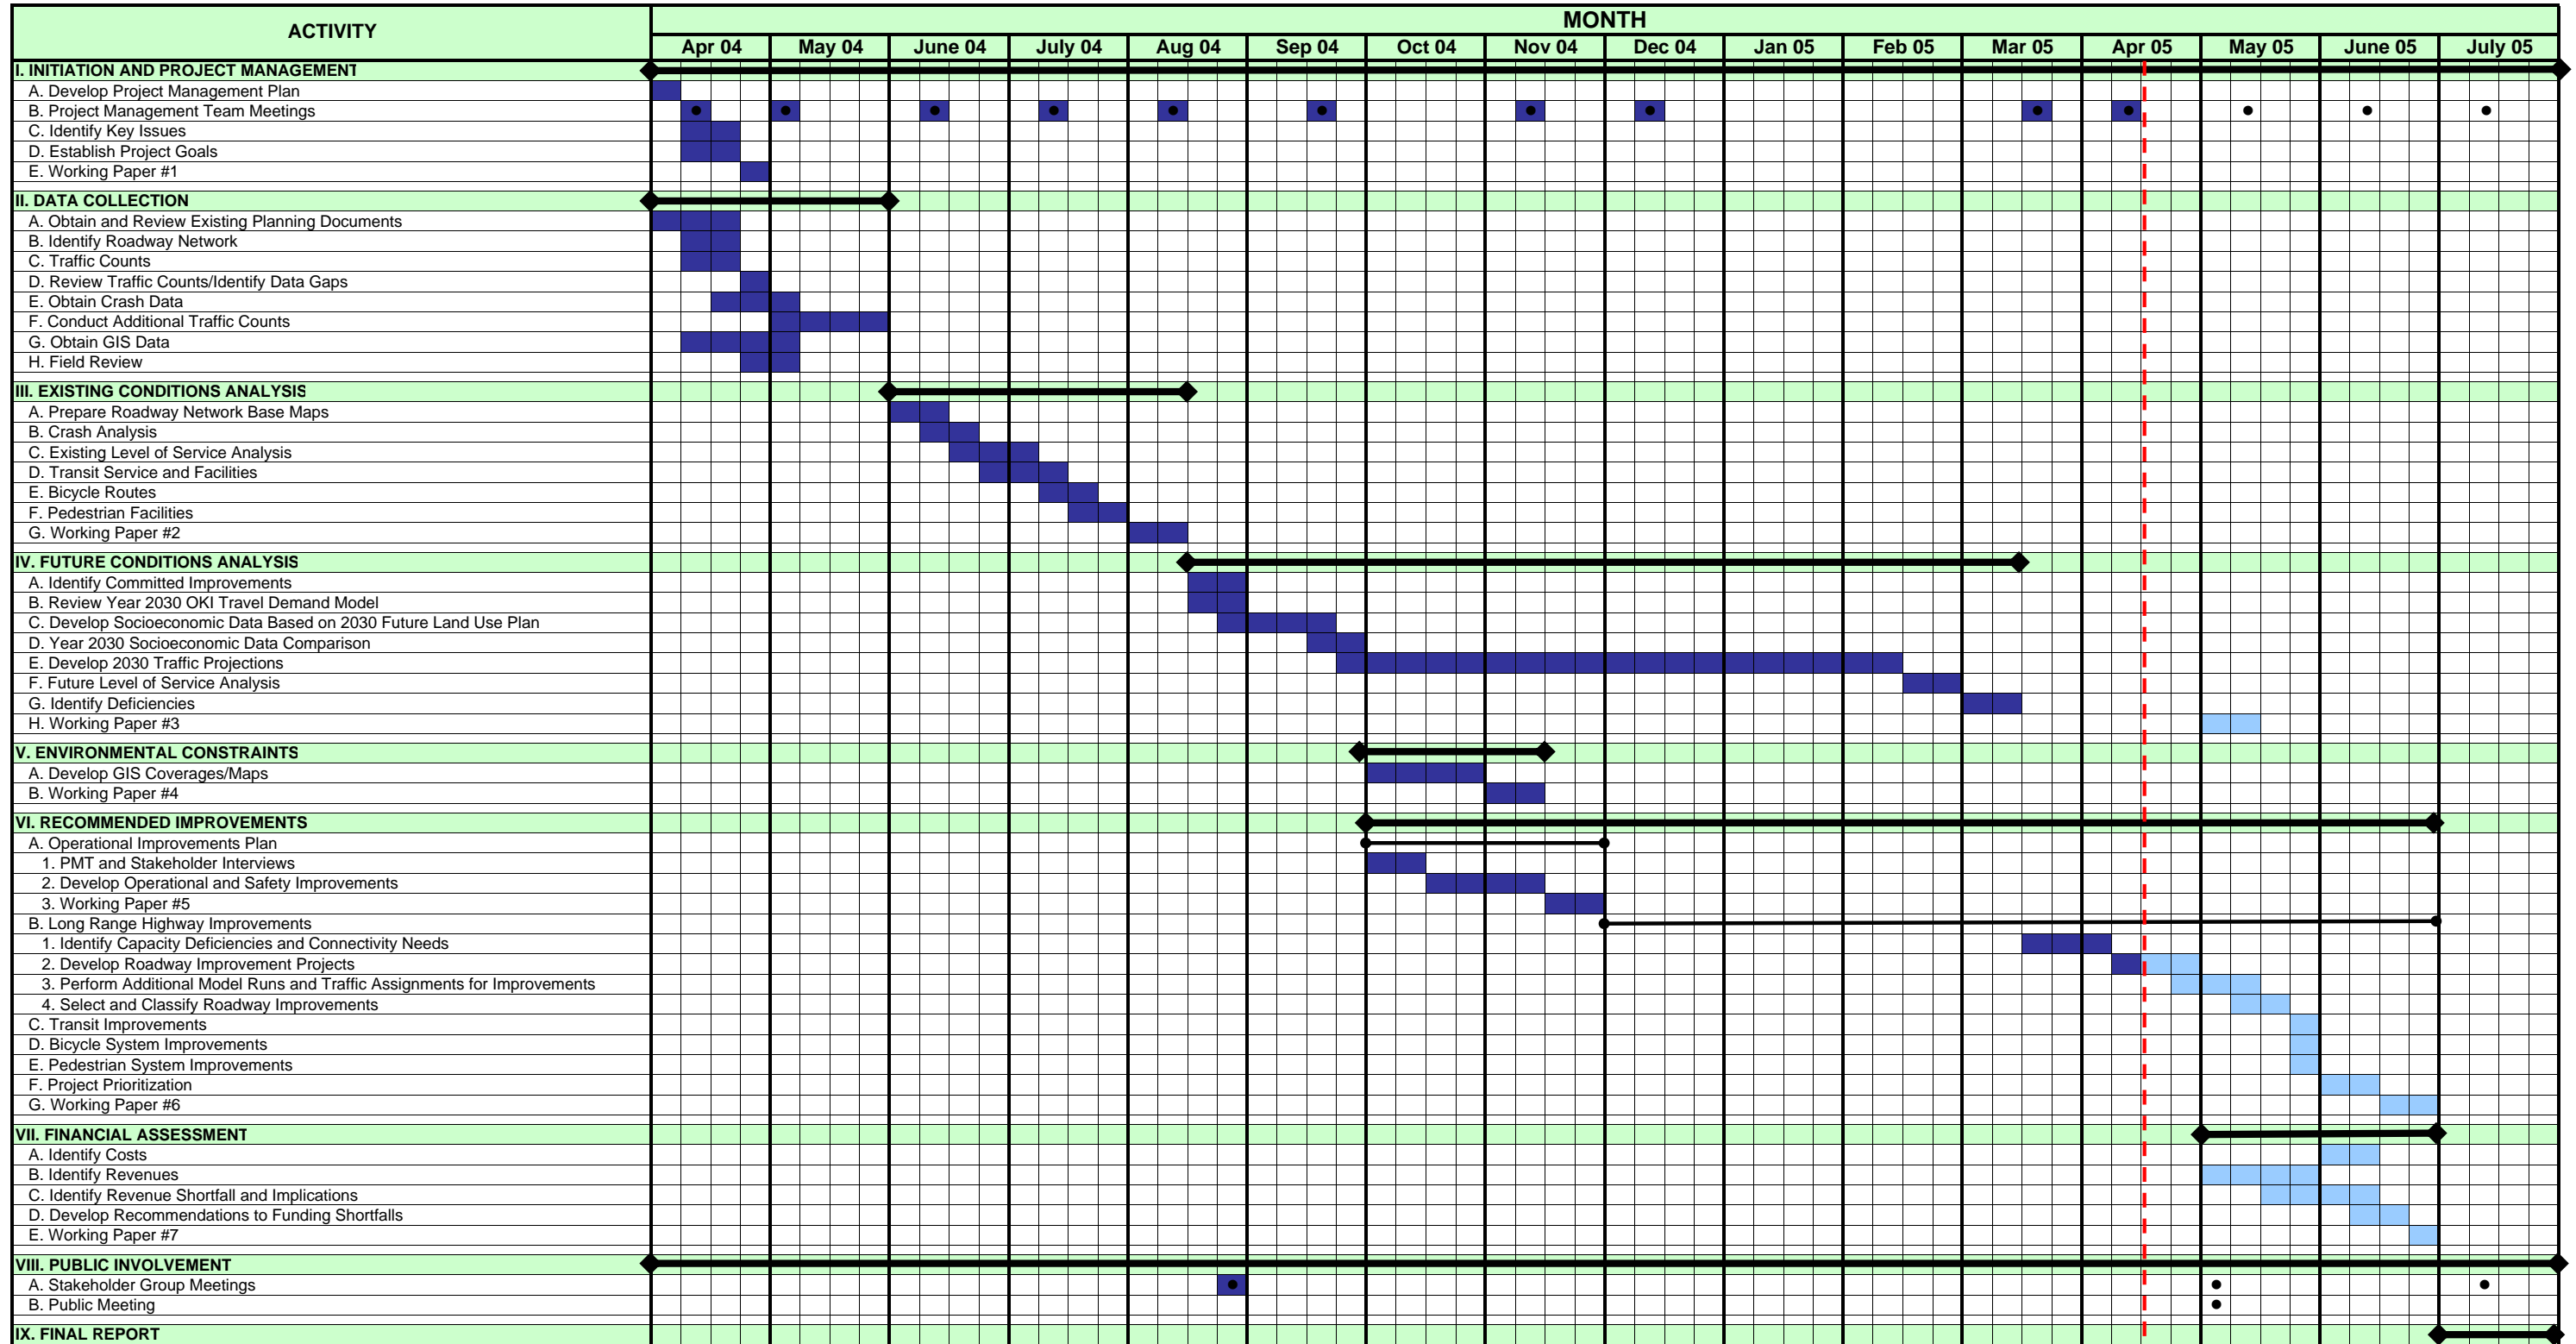 ACTIVITY
MONTH
Apr 04 May 04 June 04 July 04 Aug 04 Sep 04 Oct 04 Nov 04 Dec 04 Jan 05 Feb 05 Mar 05 Apr 05 May 05 June 05 July 05
I. INITIATION AND PROJECT MANAGEMENT
A. Develop Project Management Plan
B. Project Management Team Meetings
C. Identify Key Issues
D. Establish Project Goals
E. Working Paper #1
II. DATA COLLECTION
A. Obtain and Review Existing Planning Documents
B. Identify Roadway Network
C. Traffic Counts
D. Review Traffic Counts/Identify Data Gaps
E. Obtain Crash Data
F. Conduct Additional Traffic Counts
G. Obtain GIS Data
H. Field Review
III. EXISTING CONDITIONS ANALYSIS
A. Prepare Roadway Network Base Maps
B. Crash Analysis
C. Existing Level of Service Analysis
D. Transit Service and Facilities
E. Bicycle Routes
F. Pedestrian Facilities
G. Working Paper #2
IV. FUTURE CONDITIONS ANALYSIS
A. Identify Committed Improvements
B. Review Year 2030 OKI Travel Demand Model
C. Develop Socioeconomic Data Based on 2030 Future Land Use Plan
D. Year 2030 Socioeconomic Data Comparison
E. Develop 2030 Traffic Projections
F. Future Level of Service Analysis
G. Identify Deficiencies
H. Working Paper #3
V. ENVIRONMENTAL CONSTRAINTS
A. Develop GIS Coverages/Maps
B. Working Paper #4
VI. RECOMMENDED IMPROVEMENTS
A. Operational Improvements Plan
1. PMT and Stakeholder Interviews
2. Develop Operational and Safety Improvements
3. Working Paper #5
B. Long Range Highway Improvements
1. Identify Capacity Deficiencies and Connectivity Needs
2. Develop Roadway Improvement Projects
3. Perform Additional Model Runs and Traffic Assignments for Improvements
4. Select and Classify Roadway Improvements
C. Transit Improvements
D. Bicycle System Improvements
E. Pedestrian System Improvements
F. Project Prioritization
G. Working Paper #6
VII. FINANCIAL ASSESSMENT
A. Identify Costs
B. Identify Revenues
C. Identify Revenue Shortfall and Implications
D. Develop Recommendations to Funding Shortfalls
E. Working Paper #7
VIII. PUBLIC INVOLVEMENT
A. Stakeholder Group Meetings
B. Public Meeting
IX. FINAL REPORT